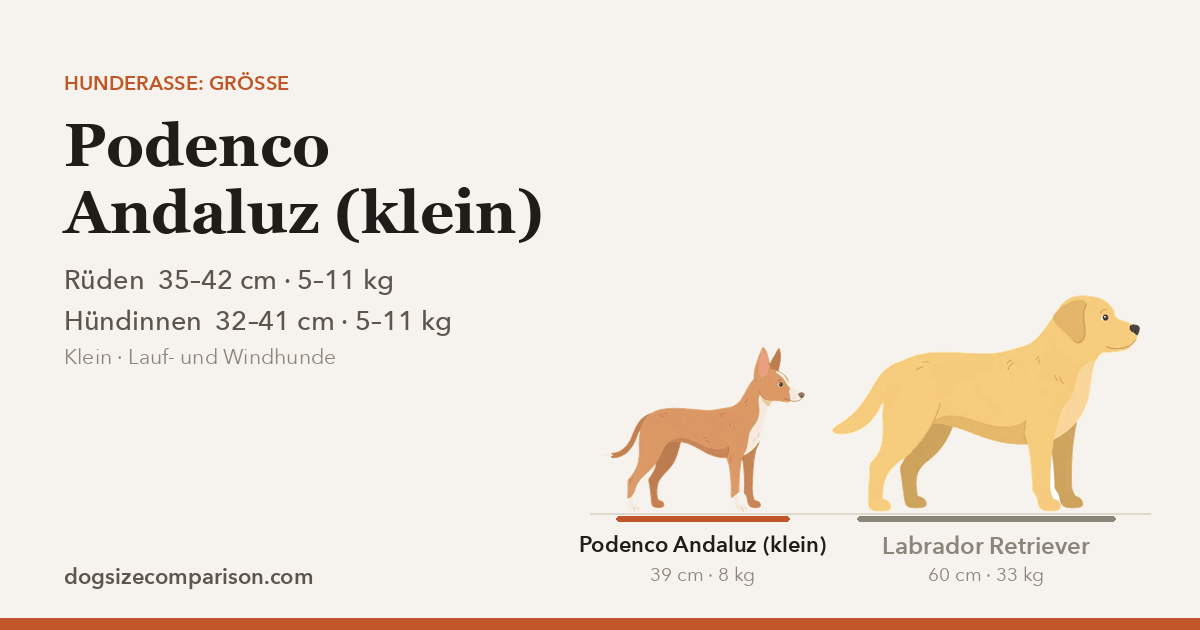 HUNDERASSE: GRÖSSE
Podenco
Andaluz (klein)
Rüden 35–42 cm · 5–11 kg
Hündinnen 32–41 cm · 5–11 kg
Klein · Lauf- und Windhunde
Podenco Andaluz (klein)
39 cm · 8 kg
Labrador Retriever
60 cm · 33 kg
dogsizecomparison.com